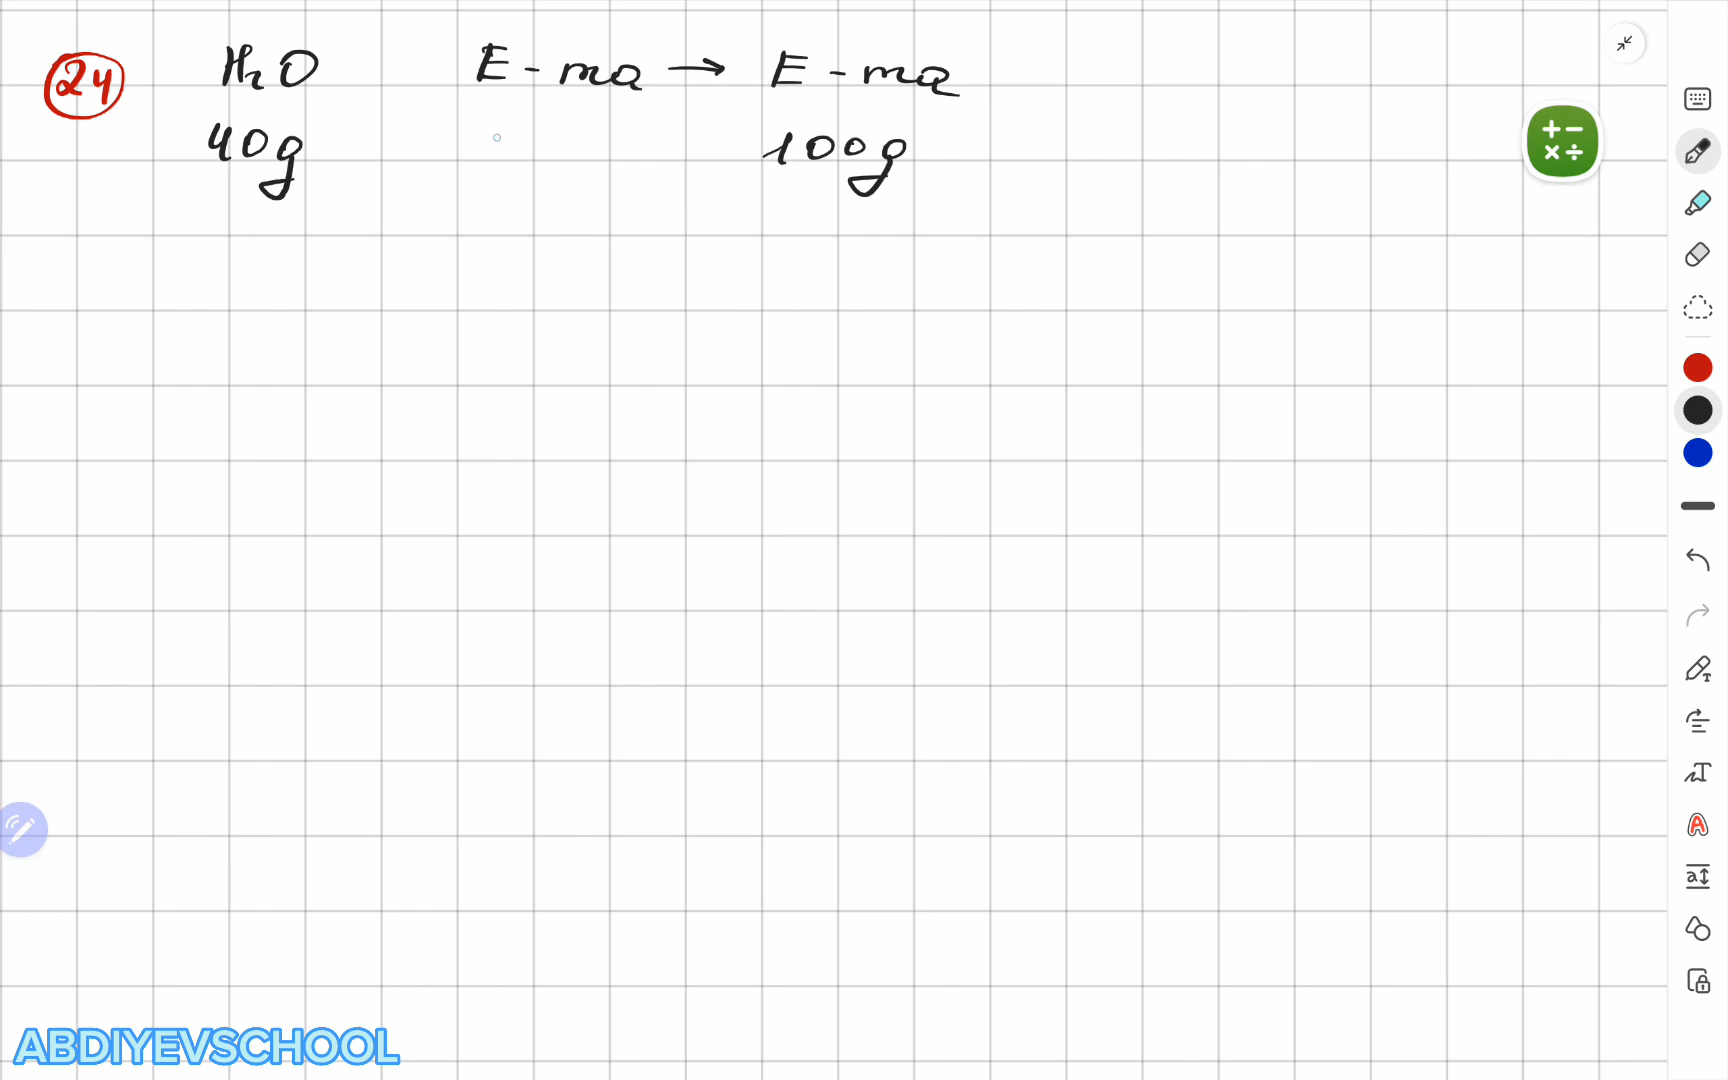 24 H₂O E - ma → E - ma
40g 100g
ABDIYEVSCHOOL